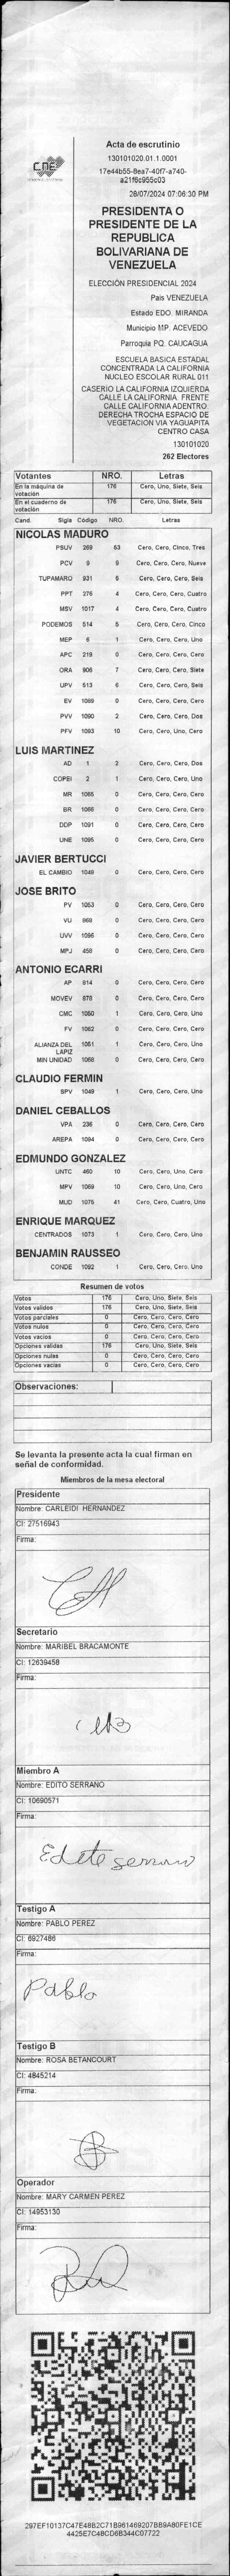 CNE
Acta de escrutinio
130101020.01.1.0001
17e44b55-8ea7-40f7-a740-
a21f6c955c03
28/07/2024 07:06:30 PM
PRESIDENTA O
PRESIDENTE DE LA
REPUBLICA
BOLIVARIANA DE
VENEZUELA
ELECCIÓN PRESIDENCIAL 2024
Pais VENEZUELA
Estado EDO. MIRANDA
Municipio MP. ACEVEDO
Parroquia PQ. CAUCAGUA
ESCUELA BASICA ESTADAL
CONCENTRADA LA CALIFORNIA
NUCLEO ESCOLAR RURAL 011
CASERIO LA CALIFORNIA IZQUIERDA
CALLE LA CALIFORNIA. FRENTE
CALLE CALIFORNIA ADENTRO.
DERECHA TROCHA ESPACIO DE
VEGETACION VIA YAGUAPITA
CENTRO CASA
130101020
262 Electores
Votantes NRO. Letras
En la máquina de votación 176 Cero, Uno, Siete, Seis
En el cuaderno de votación 176 Cero, Uno, Siete, Seis
Cand. Sigla Código NRO. Letras
NICOLAS MADURO
PSUV 269 53 Cero, Cero, Cinco, Tres
PCV 9 9 Cero, Cero, Cero, Nueve
TUPAMARO 931 6 Cero, Cero, Cero, Seis
PPT 276 4 Cero, Cero, Cero, Cuatro
MSV 1017 4 Cero, Cero, Cero, Cuatro
PODEMOS 514 5 Cero, Cero, Cero, Cinco
MEP 6 1 Cero, Cero, Cero, Uno
APC 219 0 Cero, Cero, Cero, Cero
ORA 906 7 Cero, Cero, Cero, Siete
UPV 513 6 Cero, Cero, Cero, Seis
EV 1089 0 Cero, Cero, Cero, Cero
PVV 1090 2 Cero, Cero, Cero, Dos
PFV 1093 10 Cero, Cero, Uno, Cero
LUIS MARTINEZ
AD 1 2 Cero, Cero, Cero, Dos
COPEI 2 1 Cero, Cero, Cero, Uno
MR 1065 0 Cero, Cero, Cero, Cero
BR 1066 0 Cero, Cero, Cero, Cero
DDP 1091 0 Cero, Cero, Cero, Cero
UNE 1095 0 Cero, Cero, Cero, Cero
JAVIER BERTUCCI
EL CAMBIO 1048 0 Cero, Cero, Cero, Cero
JOSE BRITO
PV 1053 0 Cero, Cero, Cero, Cero
VU 968 0 Cero, Cero, Cero, Cero
UVV 1096 0 Cero, Cero, Cero, Cero
MPJ 458 0 Cero, Cero, Cero, Cero
ANTONIO ECARRI
AP 814 0 Cero, Cero, Cero, Cero
MOVEV 878 0 Cero, Cero, Cero, Cero
CMC 1050 1 Cero, Cero, Cero, Uno
FV 1062 0 Cero, Cero, Cero, Cero
ALIANZA DEL LAPIZ 1051 1 Cero, Cero, Cero, Uno
MIN UNIDAD 1068 0 Cero, Cero, Cero, Cero
CLAUDIO FERMIN
SPV 1049 1 Cero, Cero, Cero, Uno
DANIEL CEBALLOS
VPA 236 0 Cero, Cero, Cero, Cero
AREPA 1094 0 Cero, Cero, Cero, Cero
EDMUNDO GONZALEZ
UNTC 460 10 Cero, Cero, Uno, Cero
MPV 1069 10 Cero, Cero, Uno, Cero
MUD 1075 41 Cero, Cero, Cuatro, Uno
ENRIQUE MARQUEZ
CENTRADOS 1073 1 Cero, Cero, Cero, Uno
BENJAMIN RAUSSEO
CONDE 1092 1 Cero, Cero, Cero, Uno
Resumen de votos
Votos 176 Cero, Uno, Siete, Seis
Votos validos 176 Cero, Uno, Siete, Seis
Votos parciales 0 Cero, Cero, Cero, Cero
Votos nulos 0 Cero, Cero, Cero, Cero
Votos vacios 0 Cero, Cero, Cero, Cero
Opciones validas 176 Cero, Uno, Siete, Seis
Opciones nulas 0 Cero, Cero, Cero, Cero
Opciones vacias 0 Cero, Cero, Cero, Cero
Observaciones:
Se levanta la presente acta la cual firman en
señal de conformidad.
Miembros de la mesa electoral
Presidente
Nombre: CARLEIDI HERNANDEZ
CI: 27516943
Firma:
Secretario
Nombre: MARIBEL BRACAMONTE
CI: 12639458
Firma:
Miembro A
Nombre: EDITO SERRANO
CI: 10690571
Firma:
Testigo A
Nombre: PABLO PEREZ
CI: 6927486
Firma:
Pablo
Testigo B
Nombre: ROSA BETANCOURT
CI: 4845214
Firma:
Operador
Nombre: MARY CARMEN PEREZ
CI: 14953130
Firma:
297EF10137C47E48B2C71B961469207BB9A80FE1CE
4425E7C48CD6B344C07722